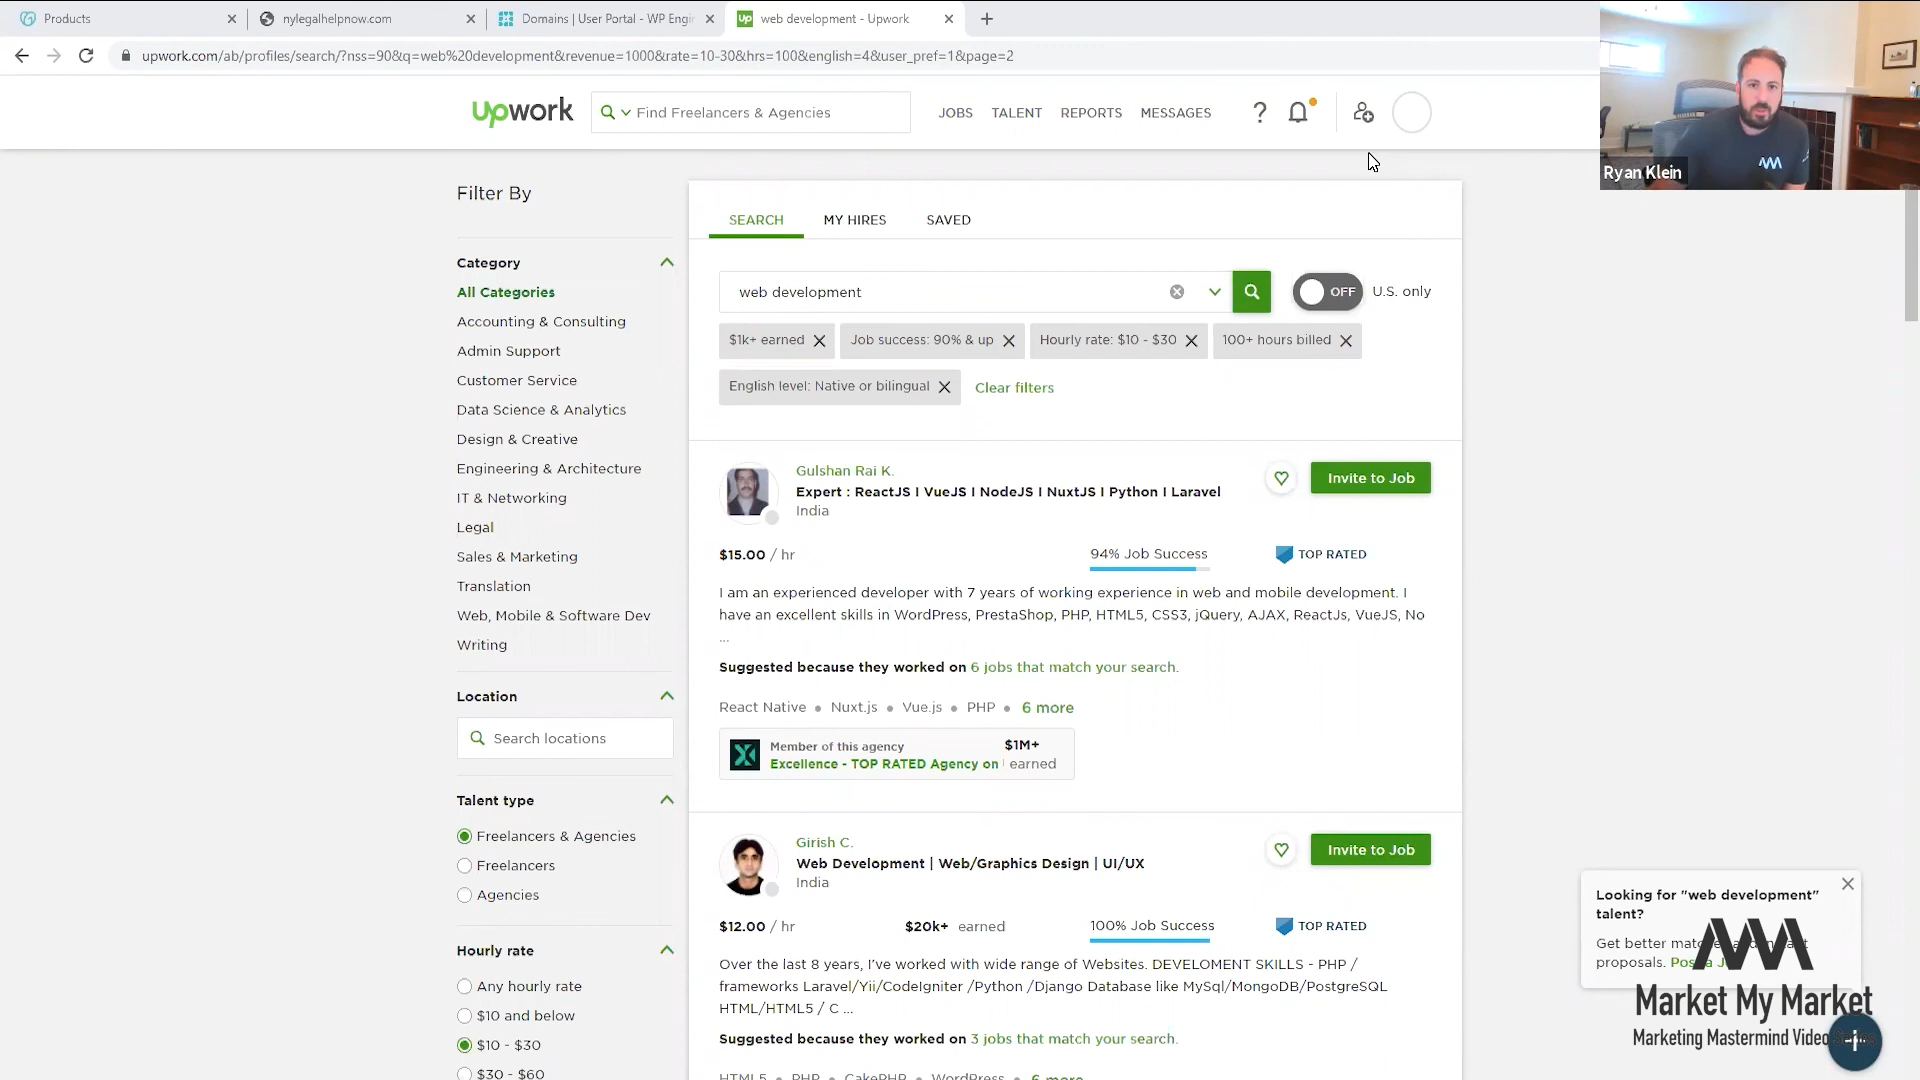 Products
nylegalhelpnow.com
Domains | User Portal - WP Engin
web development - Upwork
upwork.com/ab/profiles/search/?nss=90&q=web%20development&revenue=1000&rate=10-30&hrs=100&english=4&user_pref=1&page=2
Ryan Klein
upwork
Find Freelancers & Agencies
JOBS
TALENT
REPORTS
MESSAGES
Filter By
Category
All Categories
Accounting & Consulting
Admin Support
Customer Service
Data Science & Analytics
Design & Creative
Engineering & Architecture
IT & Networking
Legal
Sales & Marketing
Translation
Web, Mobile & Software Dev
Writing
Location
Search locations
Talent type
Freelancers & Agencies
Freelancers
Agencies
Hourly rate
Any hourly rate
$10 and below
$10 - $30
$30 - $60
SEARCH
MY HIRES
SAVED
web development
OFF
U.S. only
$1k+ earned
Job success: 90% & up
Hourly rate: $10 - $30
100+ hours billed
English level: Native or bilingual
Clear filters
Gulshan Rai K.
Expert : ReactJS I VueJS I NodeJS I NuxtJS I Python I Laravel
India
Invite to Job
$15.00 / hr
94% Job Success
TOP RATED
I am an experienced developer with 7 years of working experience in web and mobile development. I
have an excellent skills in WordPress, PrestaShop, PHP, HTML5, CSS3, jQuery, AJAX, ReactJs, VueJS, No
...
Suggested because they worked on 6 jobs that match your search.
React Native
Nuxt.js
Vue.js
PHP
6 more
Member of this agency
Excellence - TOP RATED Agency on
$1M+
earned
Girish C.
Web Development | Web/Graphics Design | UI/UX
India
Invite to Job
$12.00 / hr
$20k+ earned
100% Job Success
TOP RATED
Over the last 8 years, I've worked with wide range of Websites. DEVELOMENT SKILLS - PHP /
frameworks Laravel/Yii/CodeIgniter /Python /Django Database like MySql/MongoDB/PostgreSQL
HTML/HTML5 / C ...
Suggested because they worked on 3 jobs that match your search.
HTML5
PHP
CakePHP
WordPress
6 more
Looking for "web development"
talent?
Get better
proposals.
Market My Market
Marketing Mastermind Video